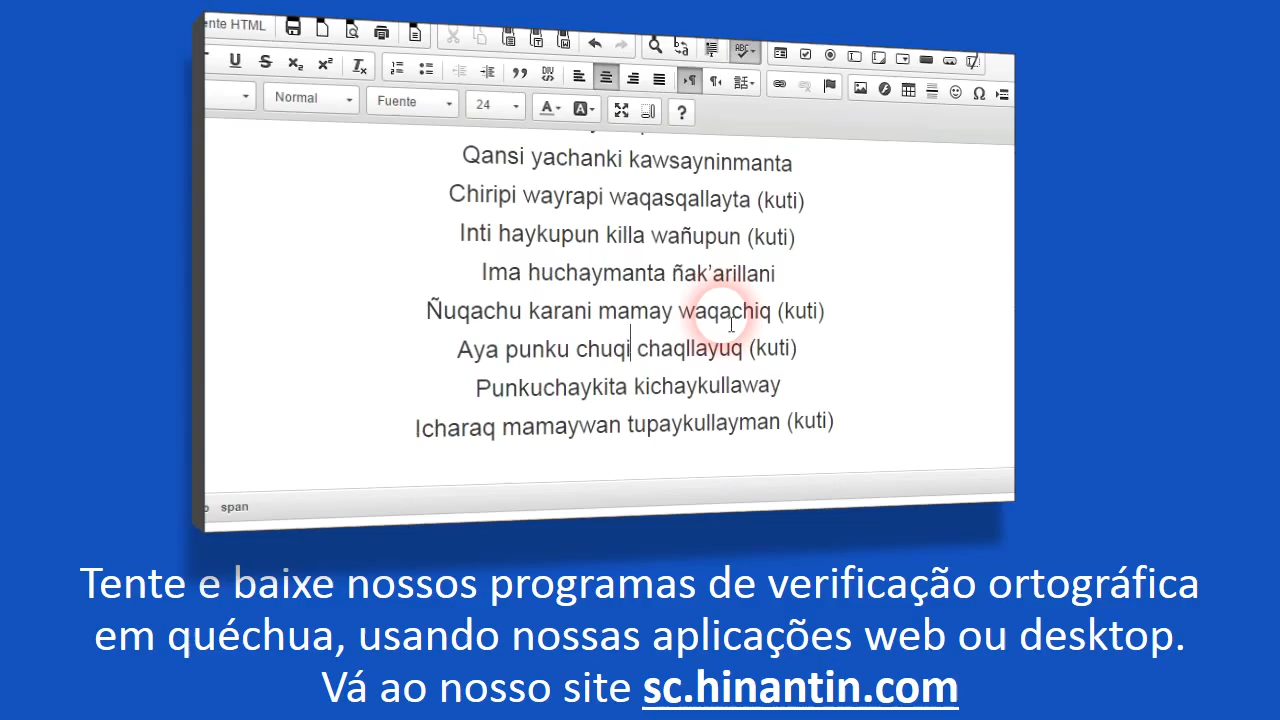 ente HTML
Normal Fuente 24
Qansi yachanki kawsayninmanta
Chiripi wayrapi waqasqallayta (kuti)
Inti haykupun killa wañupun (kuti)
Ima huchaymanta ñak’arillani
Ñuqachu karani mamay waqachiq (kuti)
Aya punku chuqi chaqllayuq (kuti)
Punkuchaykita kichaykullaway
Icharaq mamaywan tupaykullayman (kuti)
span
Tente e baixe nossos programas de verificação ortográfica
em quéchua, usando nossas aplicações web ou desktop.
Vá ao nosso site sc.hinantin.com